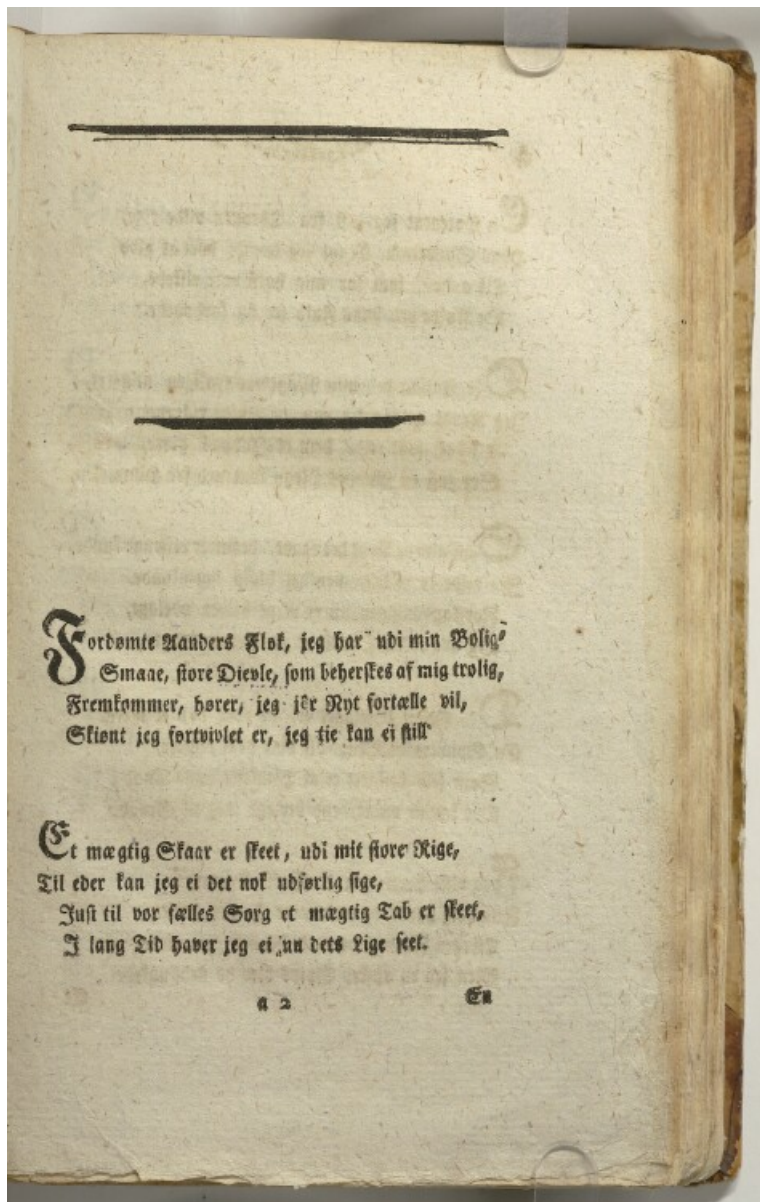 Fordømte Aanders Flok, jeg har udi min Bolig
Smaae, store Dievle, som beherskes af mig trolig,
Fremkommer, hører, jeg jer Nyt fortælle vil,
Skiønt jeg fortvivlet er, jeg tie kan ei still
Et mægtig Skaar er skeet, udi mit store Rige,
Til eder kan jeg ei det nok udførlig sige,
Just til vor fælles Sorg et mægtig Tab er skeet,
I lang Tid haver jeg ei nu dets Lige seet.
a 2 En